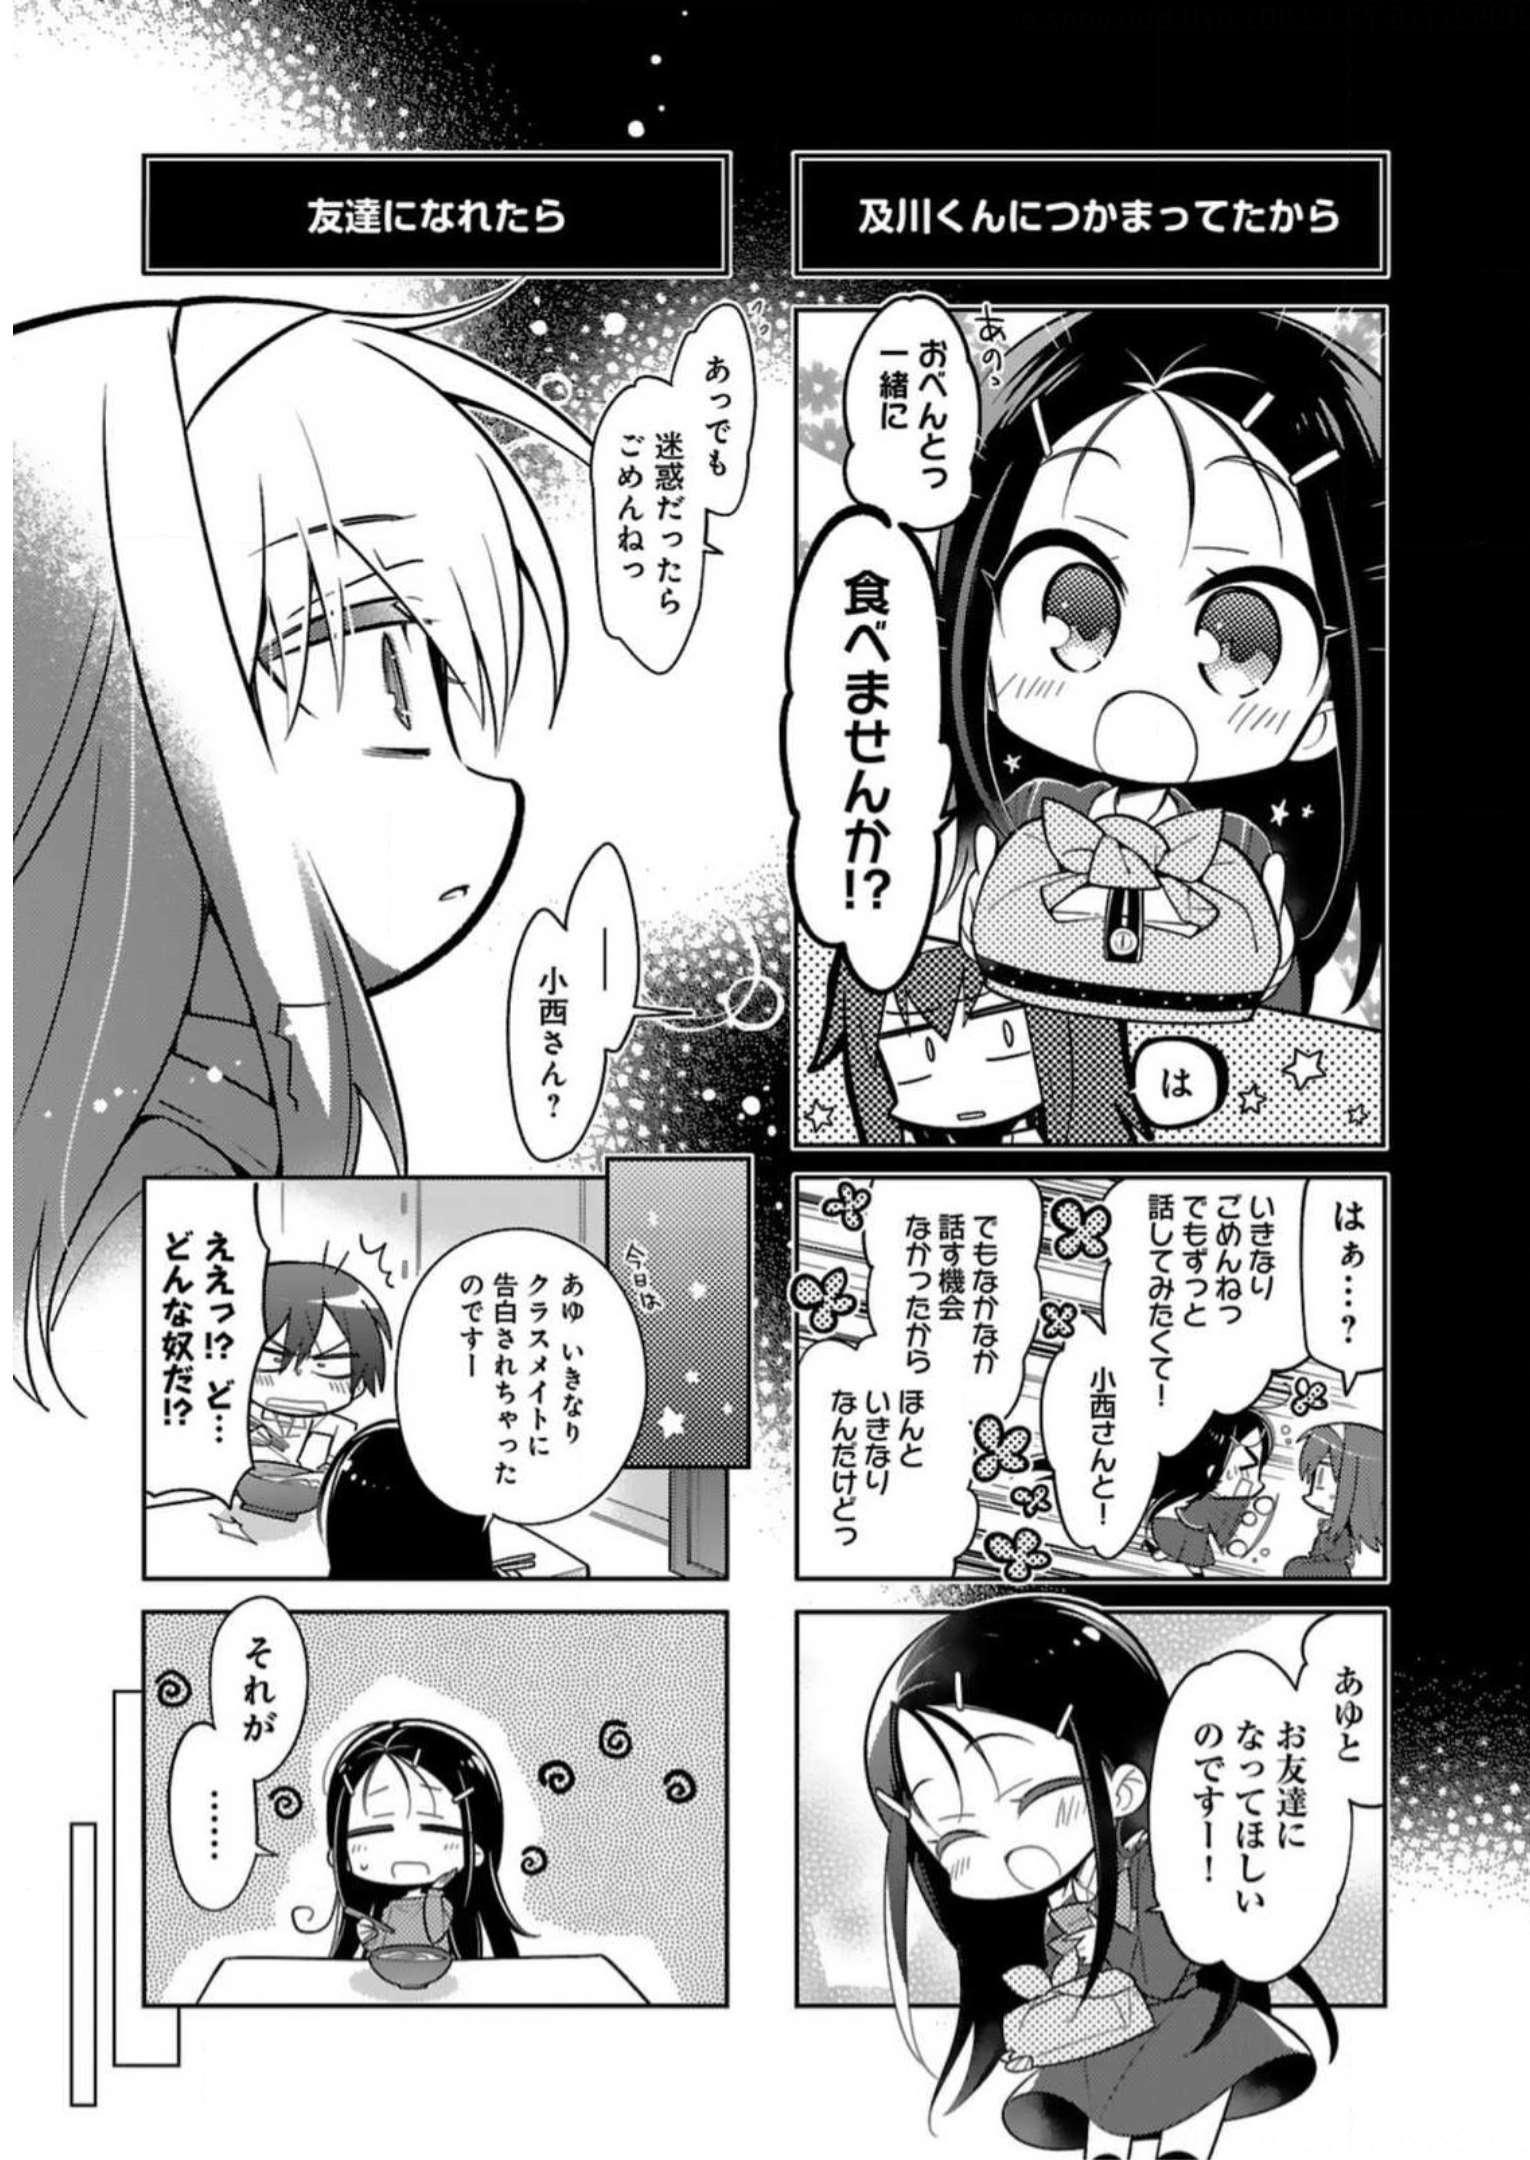 及川くんにつかまってたから
あのっ
おべんとっ
一緒に
食べませんか!?
は
はぁ…?
いきなり
ごめんねっ
でもずっと
話してみたくて!
小西さんと!
でもなかなか
話す機会
なかったから
ほんと
いきなり
なんだけどっ
あゆと
お友達に
なってほしい
のですー!
友達になれたら
あっでも
迷惑だったら
ごめんねっ
ー
小西さん?
今日は
あゆ いきなり
クラスメイトに
告白されちゃった
のですー
ええっ!? ど…
どんな奴だ!?
それが
……